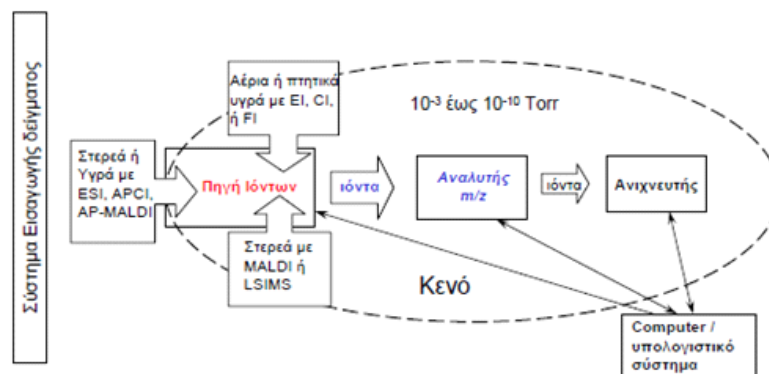 Σύστημα Εισαγωγής δείγματος
Αέρια ή πτητικά
υγρά με EI, CI,
ή FI
10⁻³ έως 10⁻¹⁰ Torr
Στερεά ή
Υγρά με
ESI, APCI,
AP-MALDI
Πηγή Ιόντων
ιόντα
Αναλυτής
m/z
ιόντα
Ανιχνευτής
Στερεά με
MALDI ή
LSIMS
Κενό
Computer /
υπολογιστικό
σύστημα